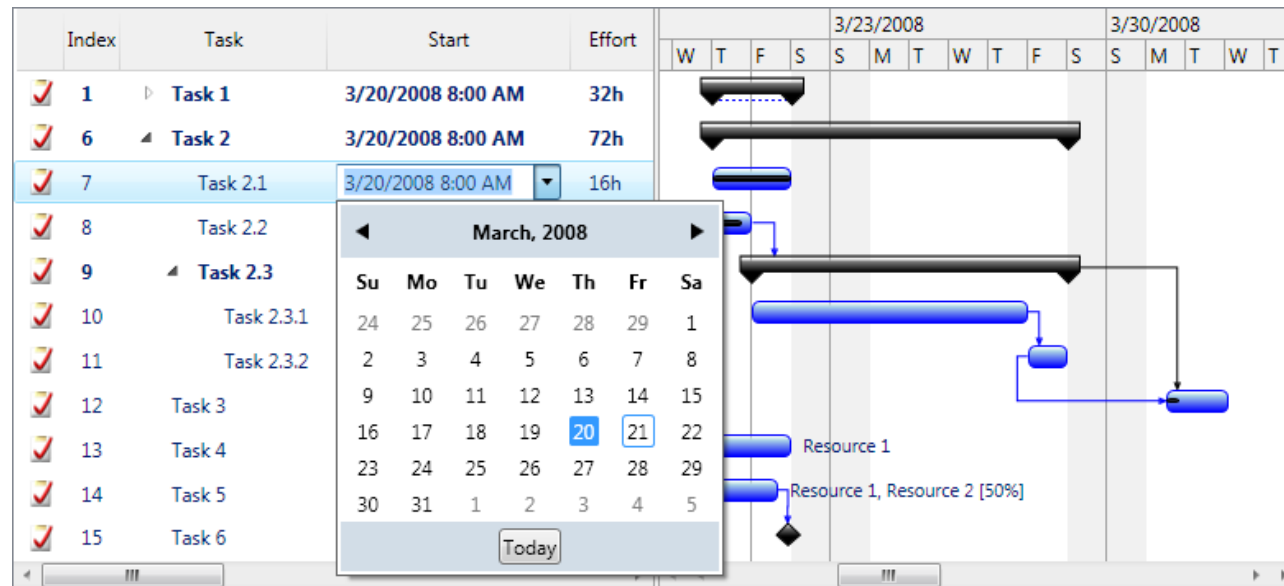 Index Task Start Effort 3/23/2008 3/30/2008
W T F S S M T W T F S S M T W T
1 Task 1 3/20/2008 8:00 AM 32h
6 Task 2 3/20/2008 8:00 AM 72h
7 Task 2.1 3/20/2008 8:00 AM 16h
8 Task 2.2
March, 2008
9 Task 2.3
Su Mo Tu We Th Fr Sa
10 Task 2.3.1
24 25 26 27 28 29 1
11 Task 2.3.2
2 3 4 5 6 7 8
12 Task 3
9 10 11 12 13 14 15
16 17 18 19 20 21 22
13 Task 4
Resource 1
23 24 25 26 27 28 29
14 Task 5
Resource 1, Resource 2 [50%]
30 31 1 2 3 4 5
15 Task 6
Today